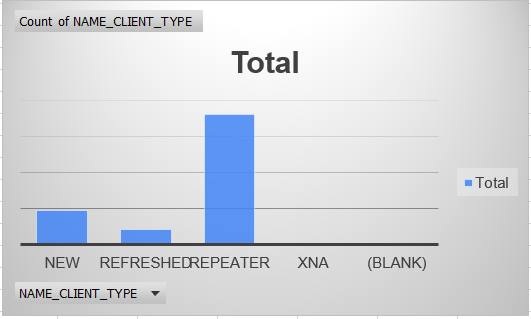 Count of NAME_CLIENT_TYPE
Total
Total
NEW REFRESHED REPEATER XNA (BLANK)
NAME_CLIENT_TYPE